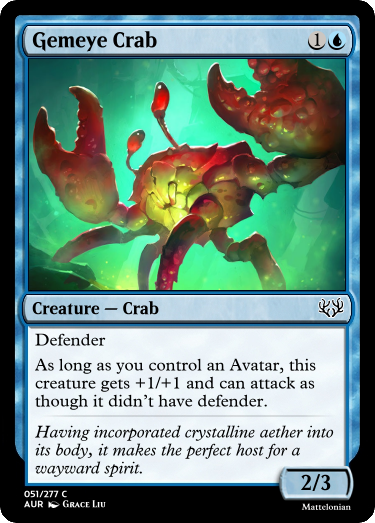 Gemeye Crab 1
Creature — Crab
Defender
As long as you control an Avatar, this
creature gets +1/+1 and can attack as
though it didn't have defender.
Having incorporated crystalline aether into
its body, it makes the perfect host for a
wayward spirit.
2/3
051/277 C
AUR Grace Liu
Mattelonian